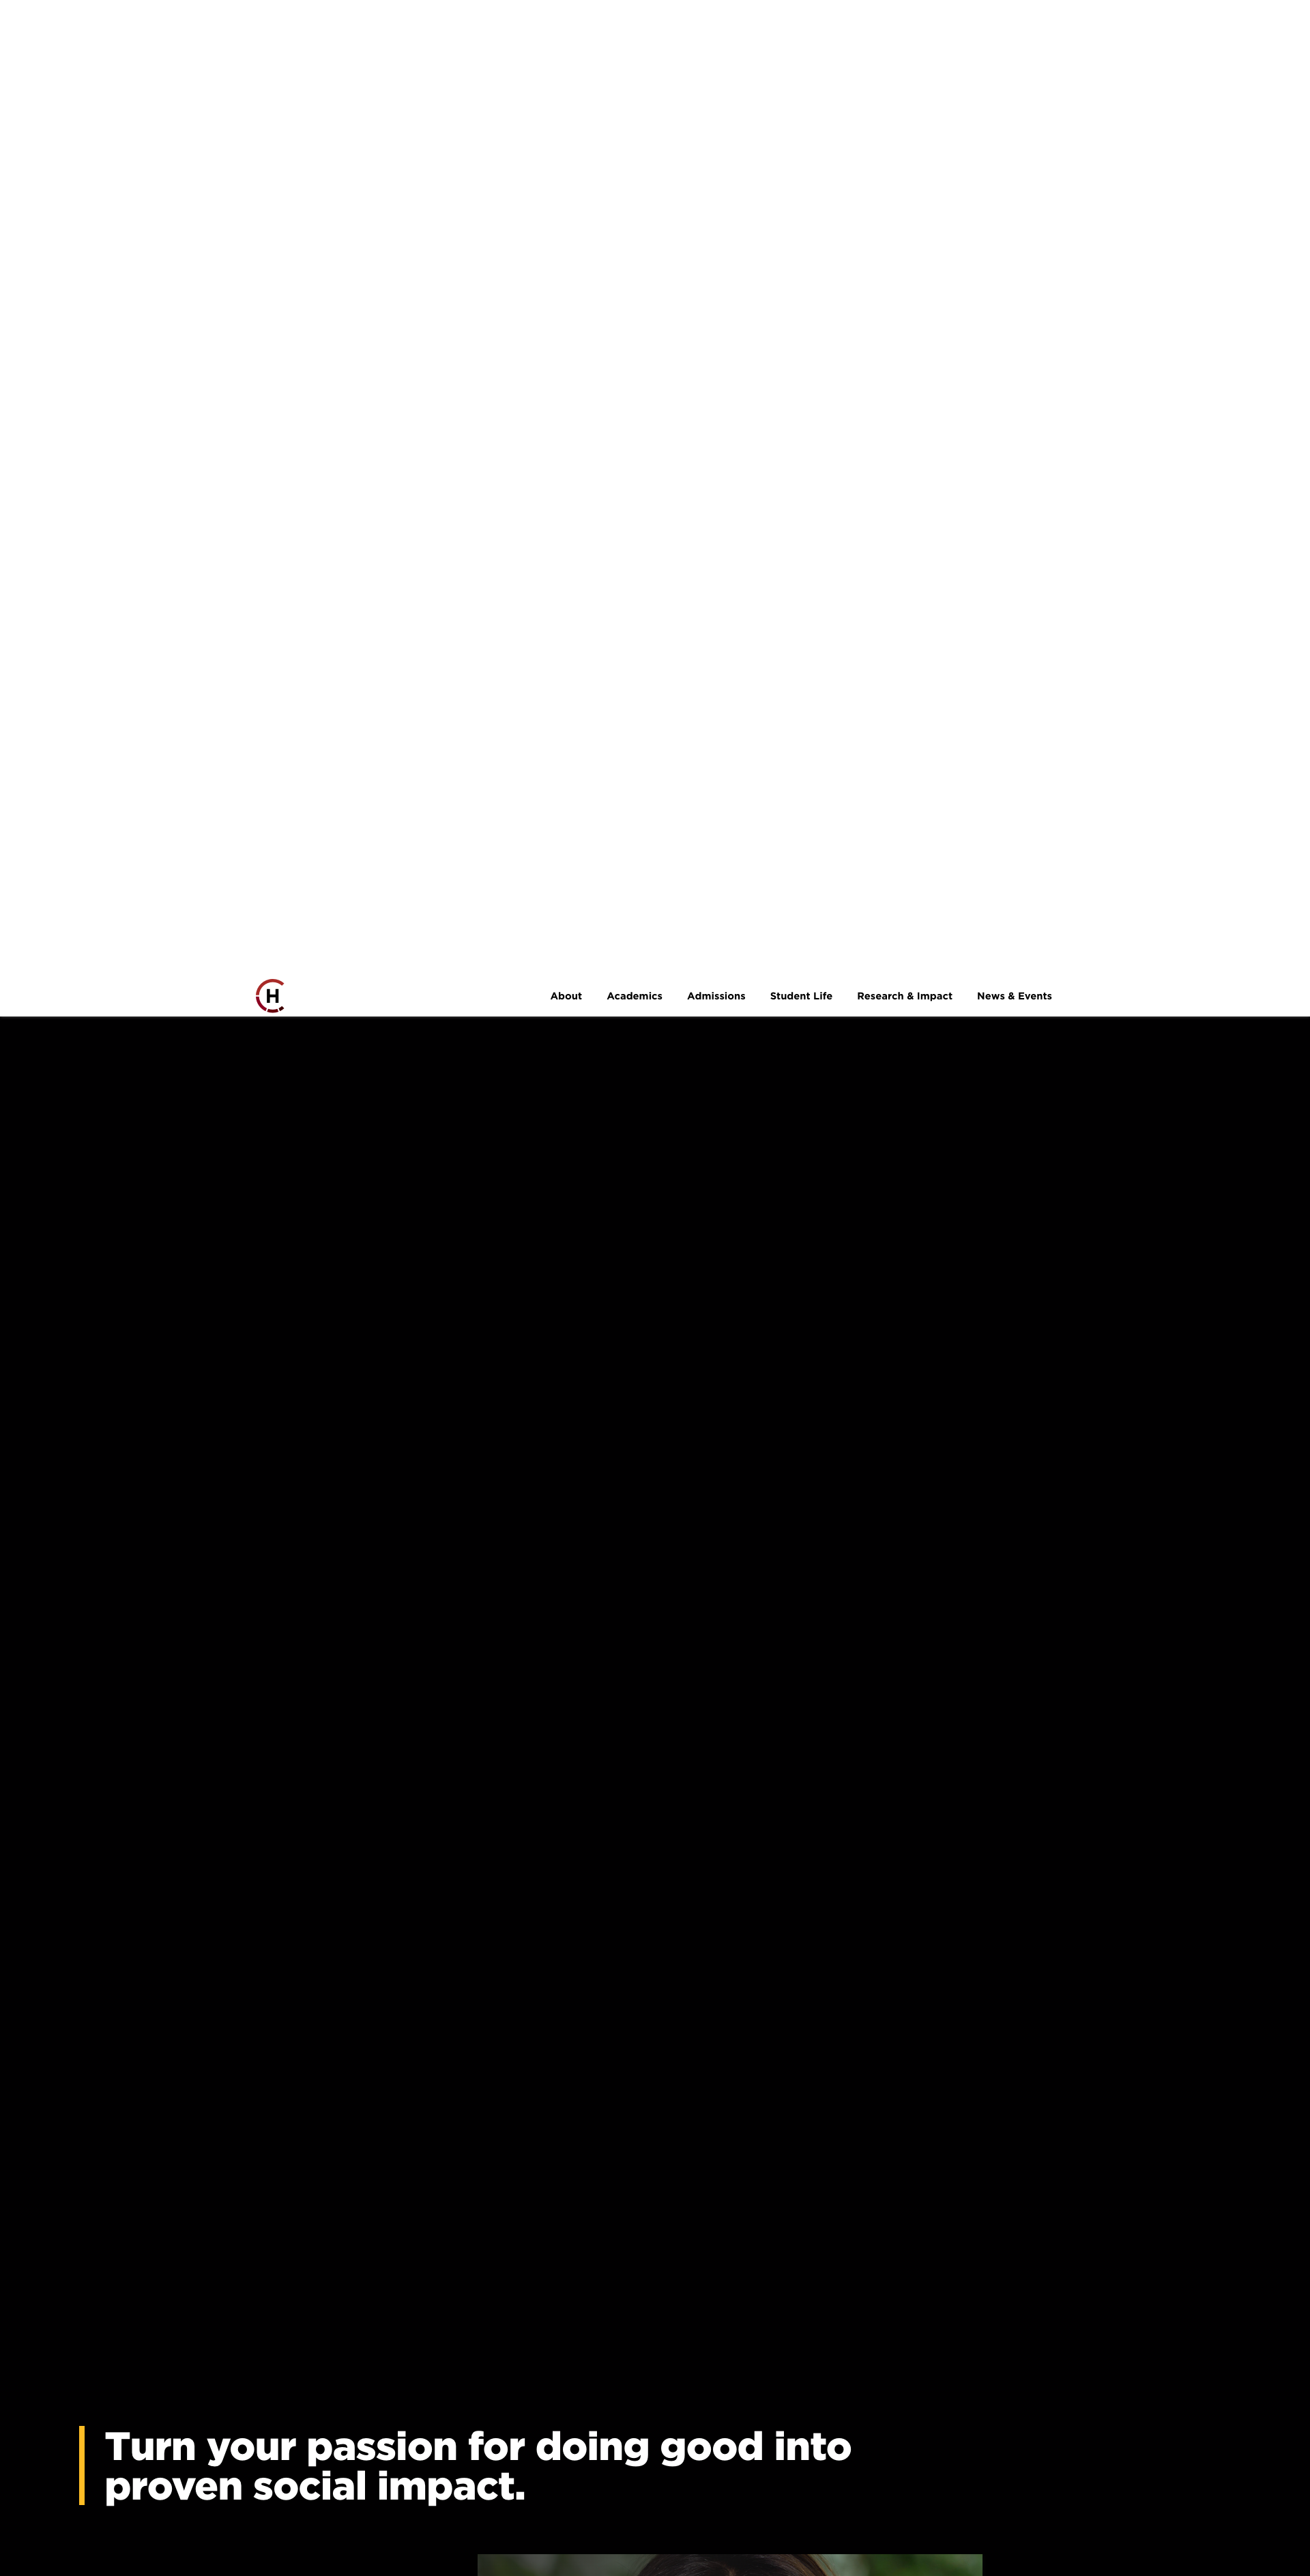 H
About Academics Admissions Student Life Research & Impact News & Events
Turn your passion for doing good into
proven social impact.